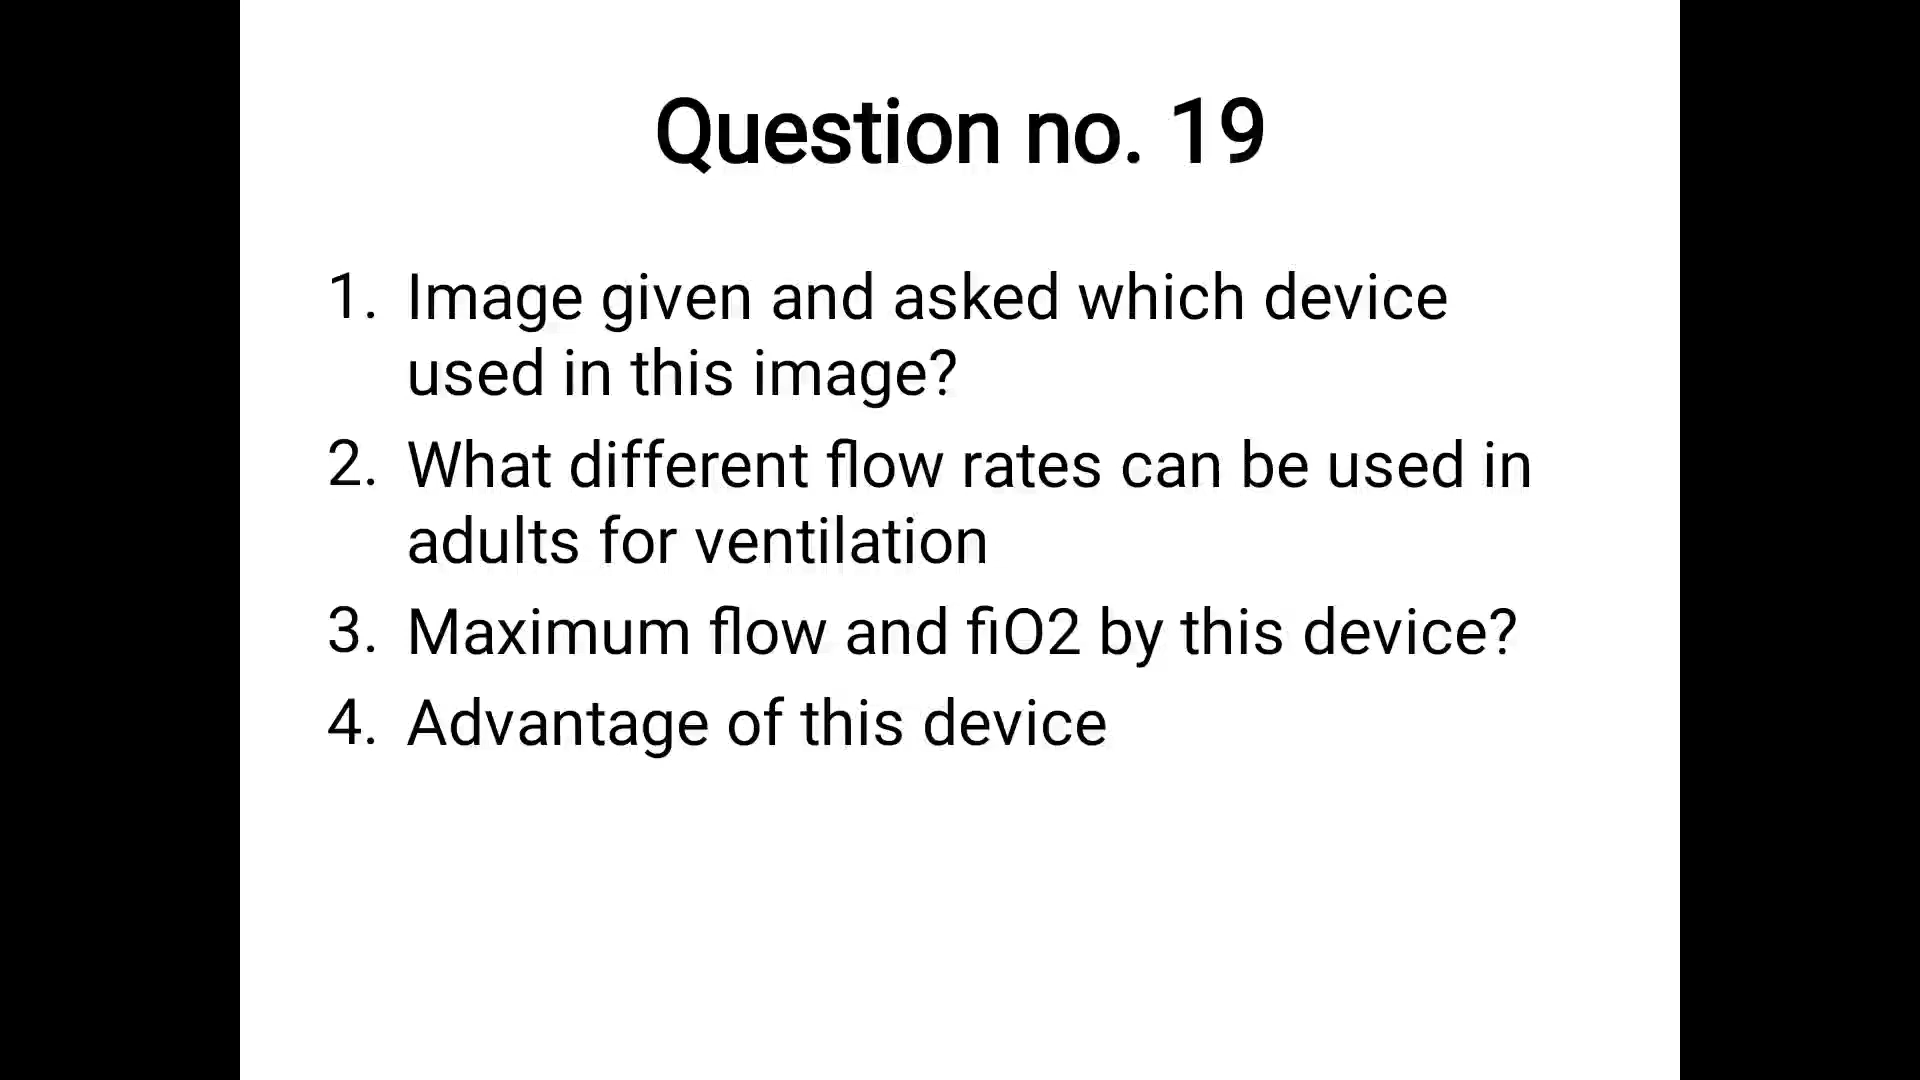 Question no. 19
1. Image given and asked which device
used in this image?
2. What different flow rates can be used in
adults for ventilation
3. Maximum flow and fiO2 by this device?
4. Advantage of this device